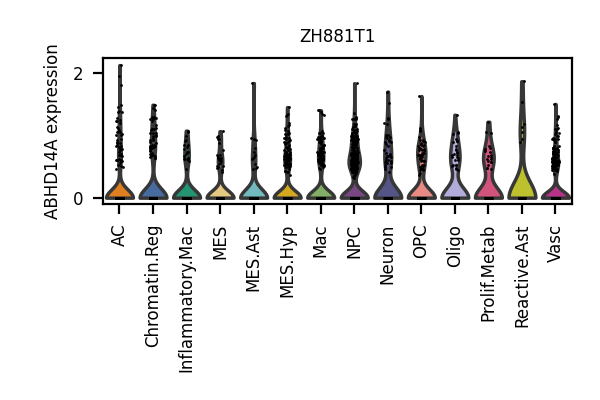 ZH881T1
ABHD14A expression
2
0
AC
Chromatin.Reg
Inflammatory.Mac
MES
MES.Ast
MES.Hyp
Mac
NPC
Neuron
OPC
Oligo
Prolif.Metab
Reactive.Ast
Vasc